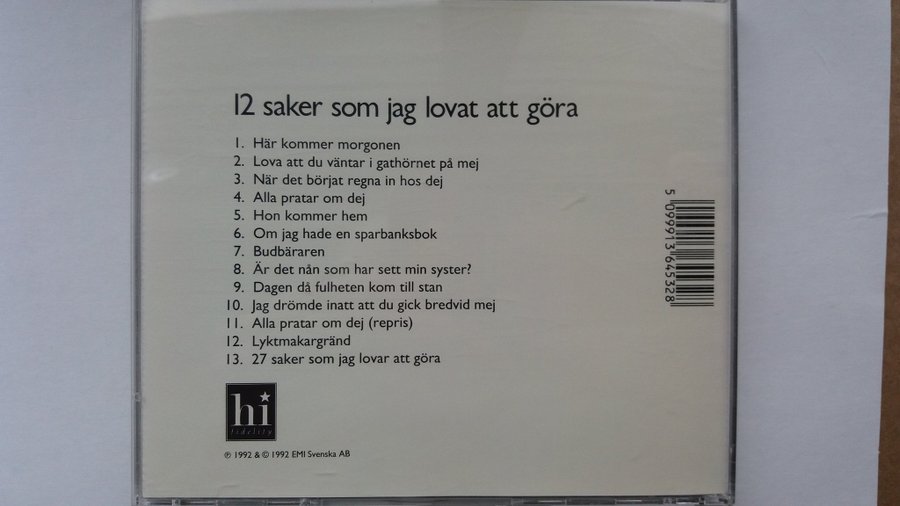 12 saker som jag lovat att göra
1. Här kommer morgonen
2. Lova att du väntar i gathörnet på mej
3. När det börjat regna in hos dej
4. Alla pratar om dej
5. Hon kommer hem
6. Om jag hade en sparbanksbok
7. Budbäraren
8. Är det nån som har sett min syster?
9. Dagen då fulheten kom till stan
10. Jag drömde inatt att du gick bredvid mej
11. Alla pratar om dej (repris)
12. Lyktmakargränd
13. 27 saker som jag lovar att göra
hi
fidelity
℗ 1992 & © 1992 EMI Svenska AB
5 099913 645328